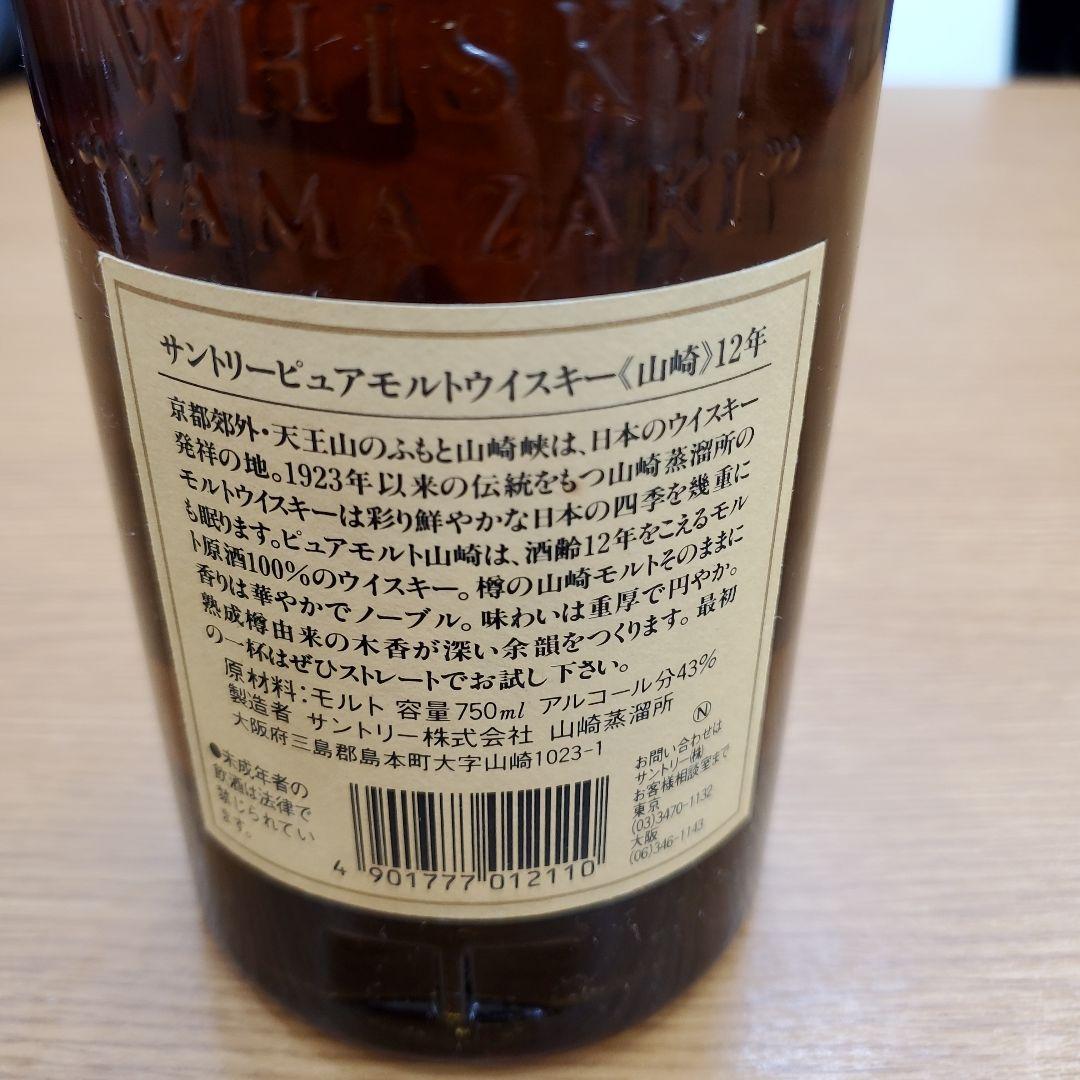 WHISKY
"YAMAZAKI"
サントリーピュアモルトウイスキー《山崎》12年
京都郊外・天王山のふもと山崎峡は、日本のウイスキー
発祥の地。1923年以来の伝統をもつ山崎蒸溜所の
モルトウイスキーは彩り鮮やかな日本の四季を幾重に
も眠ります。ピュアモルト山崎は、酒齢12年をこえるモル
ト原酒100%のウイスキー。樽の山崎モルトそのままに
香りは華やかでノーブル。味わいは重厚で円やか。
熟成樽由来の木香が深い余韻をつくります。最初
の一杯はぜひストレートでお試し下さい。
原材料:モルト 容量750ml アルコール分43%
製造者 サントリー株式会社 山崎蒸溜所 Ⓝ
大阪府三島郡島本町大字山崎1023-1
●未成年者の
飲酒は法律で
禁じられてい
ます。
4 901777 012110
お問い合わせは
サントリー㈱
お客様相談室まで
東京
(03)3470-1132
大阪
(06)346-1143